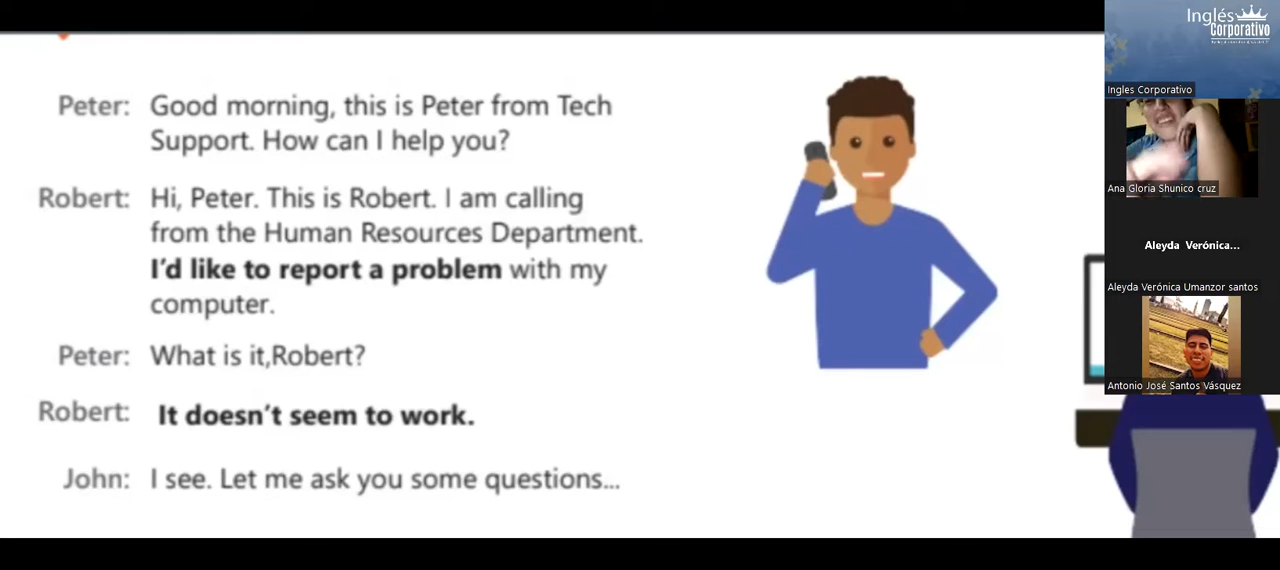 Peter: Good morning, this is Peter from Tech
Support. How can I help you?
Robert: Hi, Peter. This is Robert. I am calling
from the Human Resources Department.
I'd like to report a problem with my
computer.
Peter: What is it,Robert?
Robert: It doesn't seem to work.
John: I see. Let me ask you some questions...
Inglés
Corporativo
Ingles Corporativo
Ana Gloria Shunico cruz
Aleyda Verónica...
Aleyda Verónica Umanzor santos
Antonio José Santos Vásquez